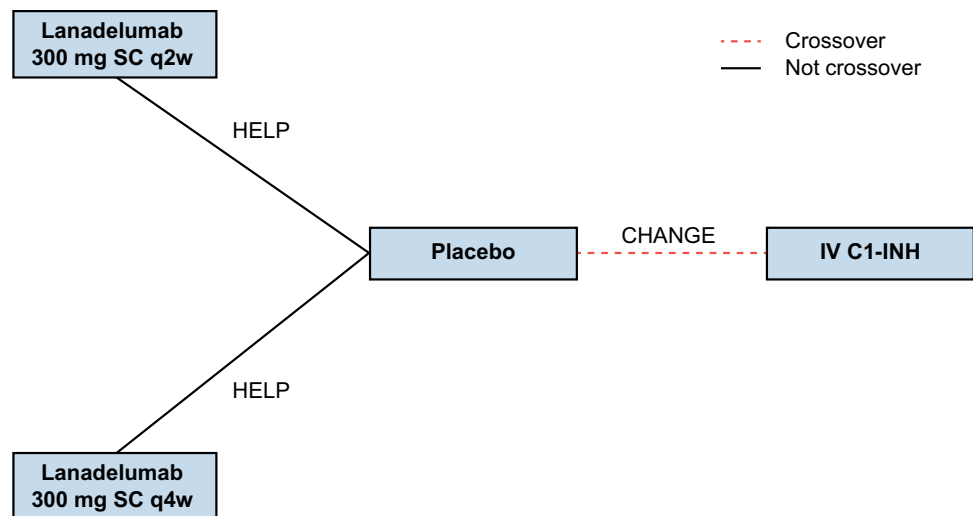 Lanadelumab
300 mg SC q2w
Crossover
Not crossover
HELP
Placebo
CHANGE
IV C1-INH
HELP
Lanadelumab
300 mg SC q4w